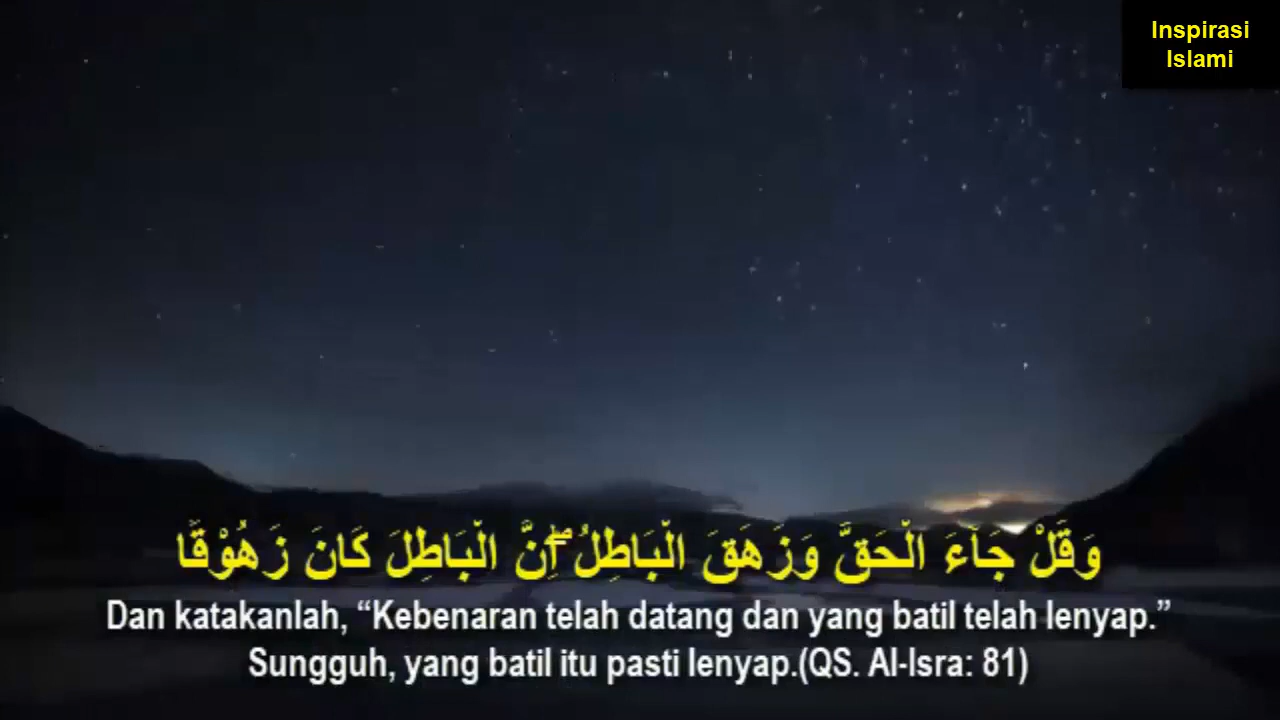 Inspirasi
Islami
وَقَلْ جَاۤءَ الْحَقَّ وَزَهَقَ الْبَاطِلُ ۖاِنَّ الْبَاطِلَ كَانَ زَهُوْقًا
Dan katakanlah, “Kebenaran telah datang dan yang batil telah lenyap.”
Sungguh, yang batil itu pasti lenyap.(QS. Al-Isra: 81)